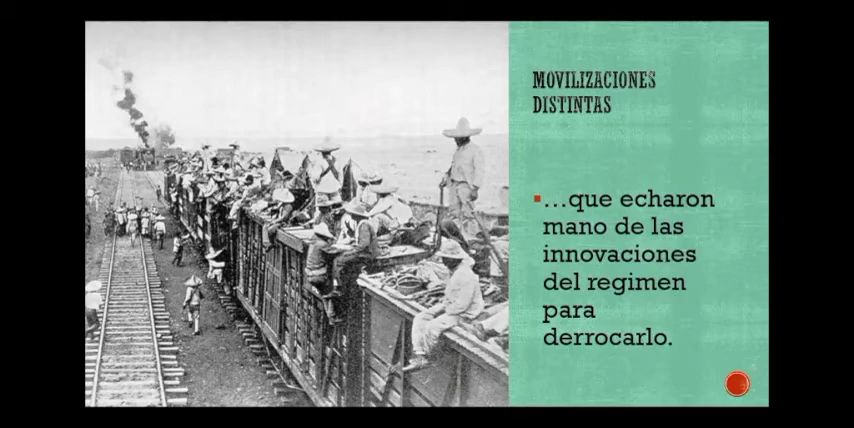 MOVILIZACIONES
DISTINTAS
…que echaron
mano de las
innovaciones
del regimen
para
derrocarlo.